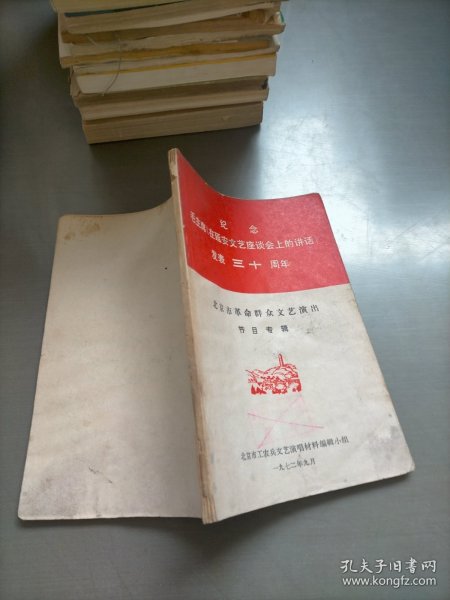 纪念
毛主席《在延安文艺座谈会上的讲话》
发表三十周年
北京市革命群众文艺演出
节目专辑
北京市工农兵文艺演唱材料编辑小组
一九七二年九月
孔夫子旧书网
www.kongfz.com